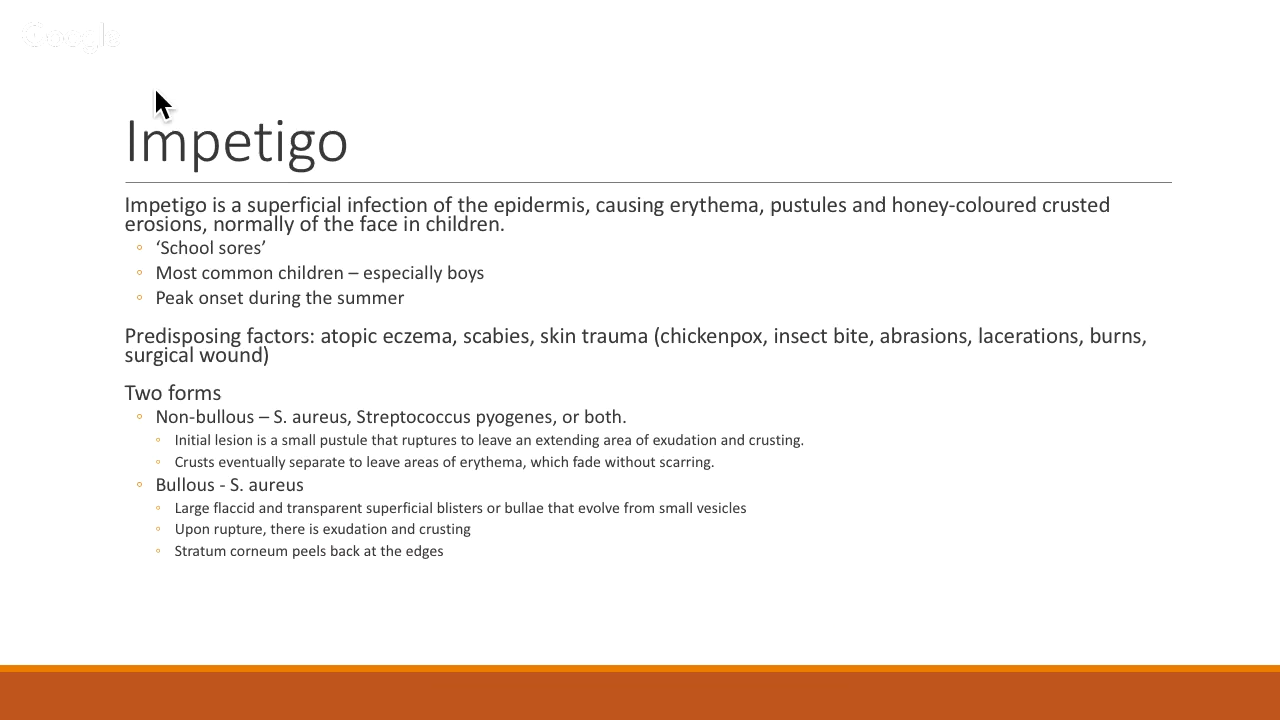 Google
Impetigo
Impetigo is a superficial infection of the epidermis, causing erythema, pustules and honey-coloured crusted
erosions, normally of the face in children.
◦ ‘School sores’
◦ Most common children – especially boys
◦ Peak onset during the summer
Predisposing factors: atopic eczema, scabies, skin trauma (chickenpox, insect bite, abrasions, lacerations, burns,
surgical wound)
Two forms
◦ Non-bullous – S. aureus, Streptococcus pyogenes, or both.
◦ Initial lesion is a small pustule that ruptures to leave an extending area of exudation and crusting.
◦ Crusts eventually separate to leave areas of erythema, which fade without scarring.
◦ Bullous - S. aureus
◦ Large flaccid and transparent superficial blisters or bullae that evolve from small vesicles
◦ Upon rupture, there is exudation and crusting
◦ Stratum corneum peels back at the edges